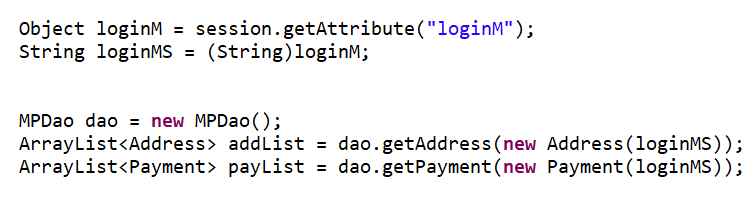 Object loginM = session.getAttribute("loginM");
String loginMS = (String)loginM;
MPDao dao = new MPDao();
ArrayList<Address> addList = dao.getAddress(new Address(loginMS));
ArrayList<Payment> payList = dao.getPayment(new Payment(loginMS));